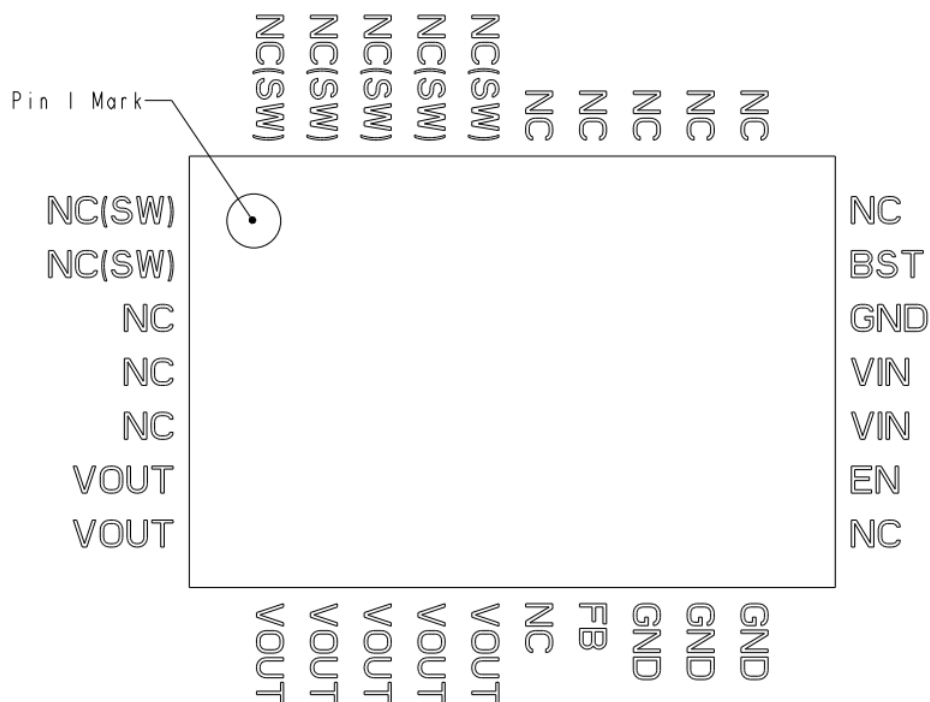 NC(SW) NC(SW) NC(SW) NC(SW) NC(SW) NC NC NC NC NC
Pin 1 Mark
NC(SW) NC
NC(SW) BST
NC GND
NC VIN
NC VIN
VOUT EN
VOUT NC
VOUT VOUT VOUT VOUT VOUT NC FB GND GND GND